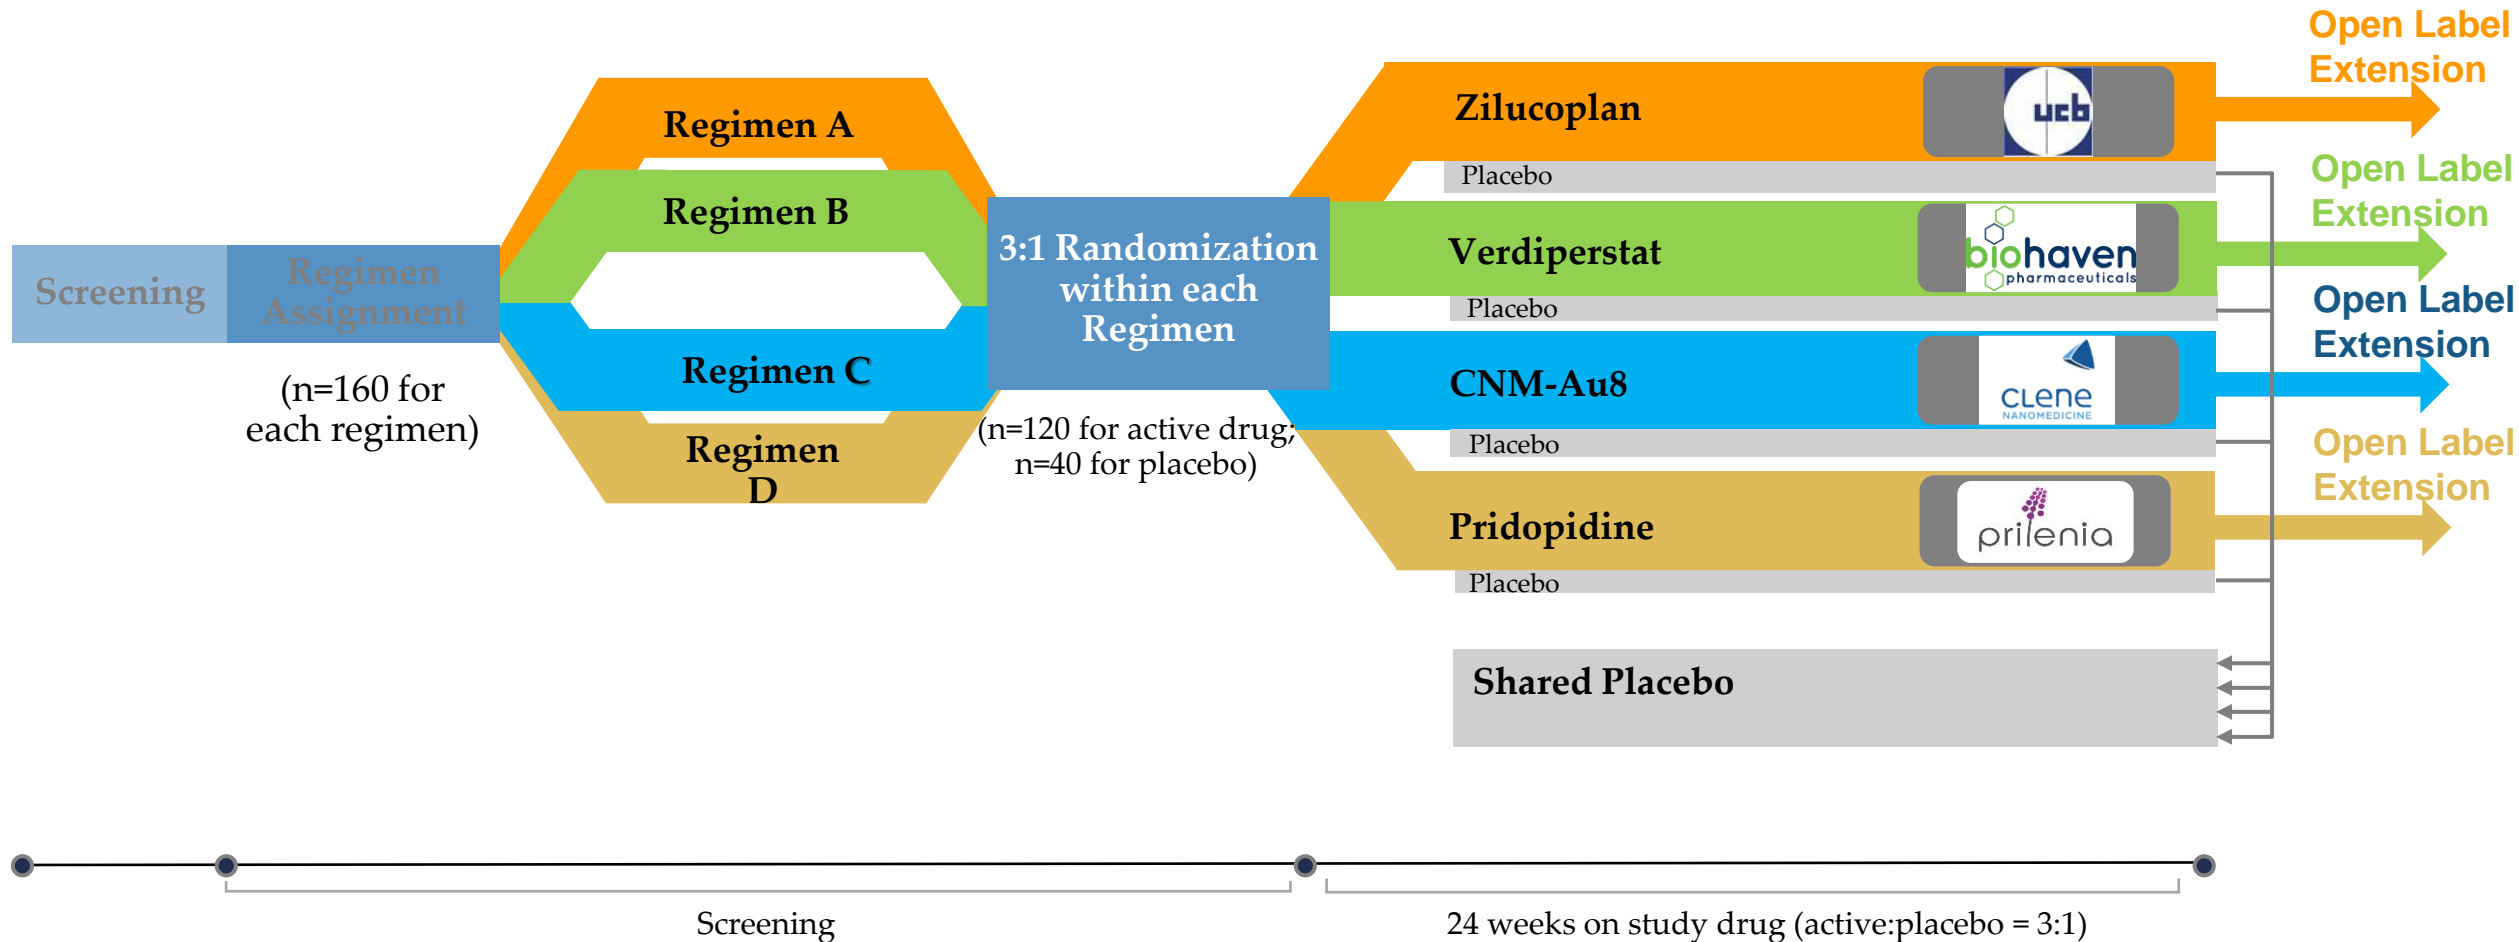 Screening
Regimen
Assignment
(n=160 for
each regimen)
Regimen A
Regimen B
Regimen C
Regimen
D
3:1 Randomization
within each
Regimen
(n=120 for active drug;
n=40 for placebo)
Zilucoplan
ucb
Placebo
Open Label
Extension
Verdiperstat
biohaven
pharmaceuticals
Placebo
Open Label
Extension
CNM-Au8
CLENE
NANOMEDICINE
Placebo
Open Label
Extension
Pridopidine
prilenia
Placebo
Open Label
Extension
Shared Placebo
Screening
24 weeks on study drug (active:placebo = 3:1)